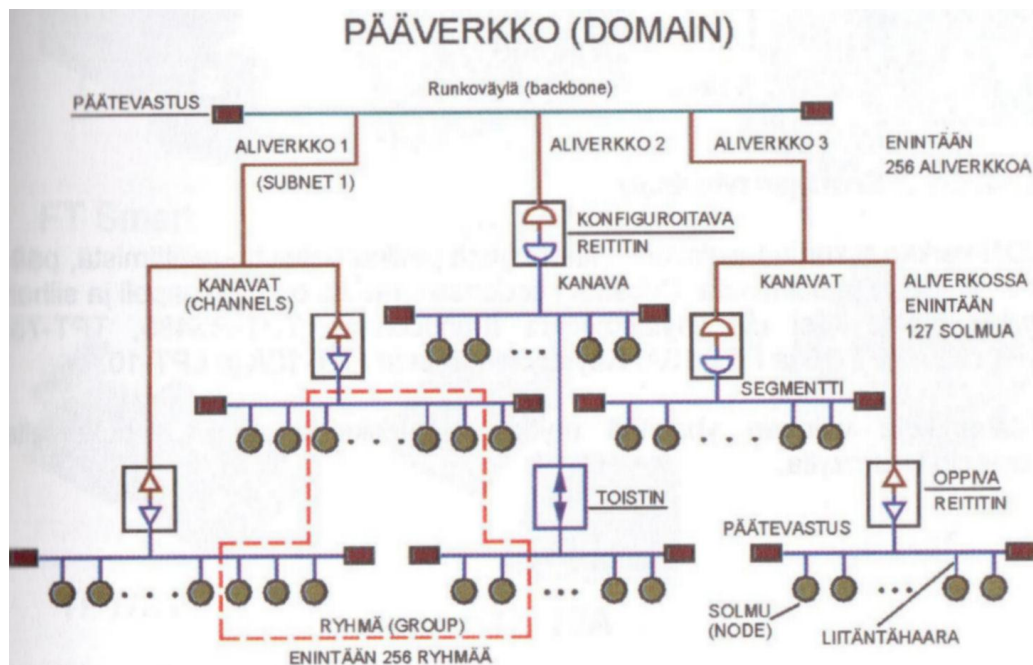 PÄÄVERKKO (DOMAIN)
Runkoväylä (backbone)
PÄÄTEVASTUS
ALIVERKKO 1
ALIVERKKO 2
ALIVERKKO 3
ENINTÄÄN
256 ALIVERKKOA
(SUBNET 1)
KONFIGUROITAVA
REITITIN
KANAVAT
(CHANNELS)
KANAVA
KANAVAT
ALIVERKOSSA
ENINTÄÄN
127 SOLMUA
SEGMENTTI
TOISTIN
OPPIVA
REITITIN
PÄÄTEVASTUS
SOLMU
(NODE)
LIITÄNTÄHAARA
RYHMÄ (GROUP)
ENINTÄÄN 256 RYHMÄÄ